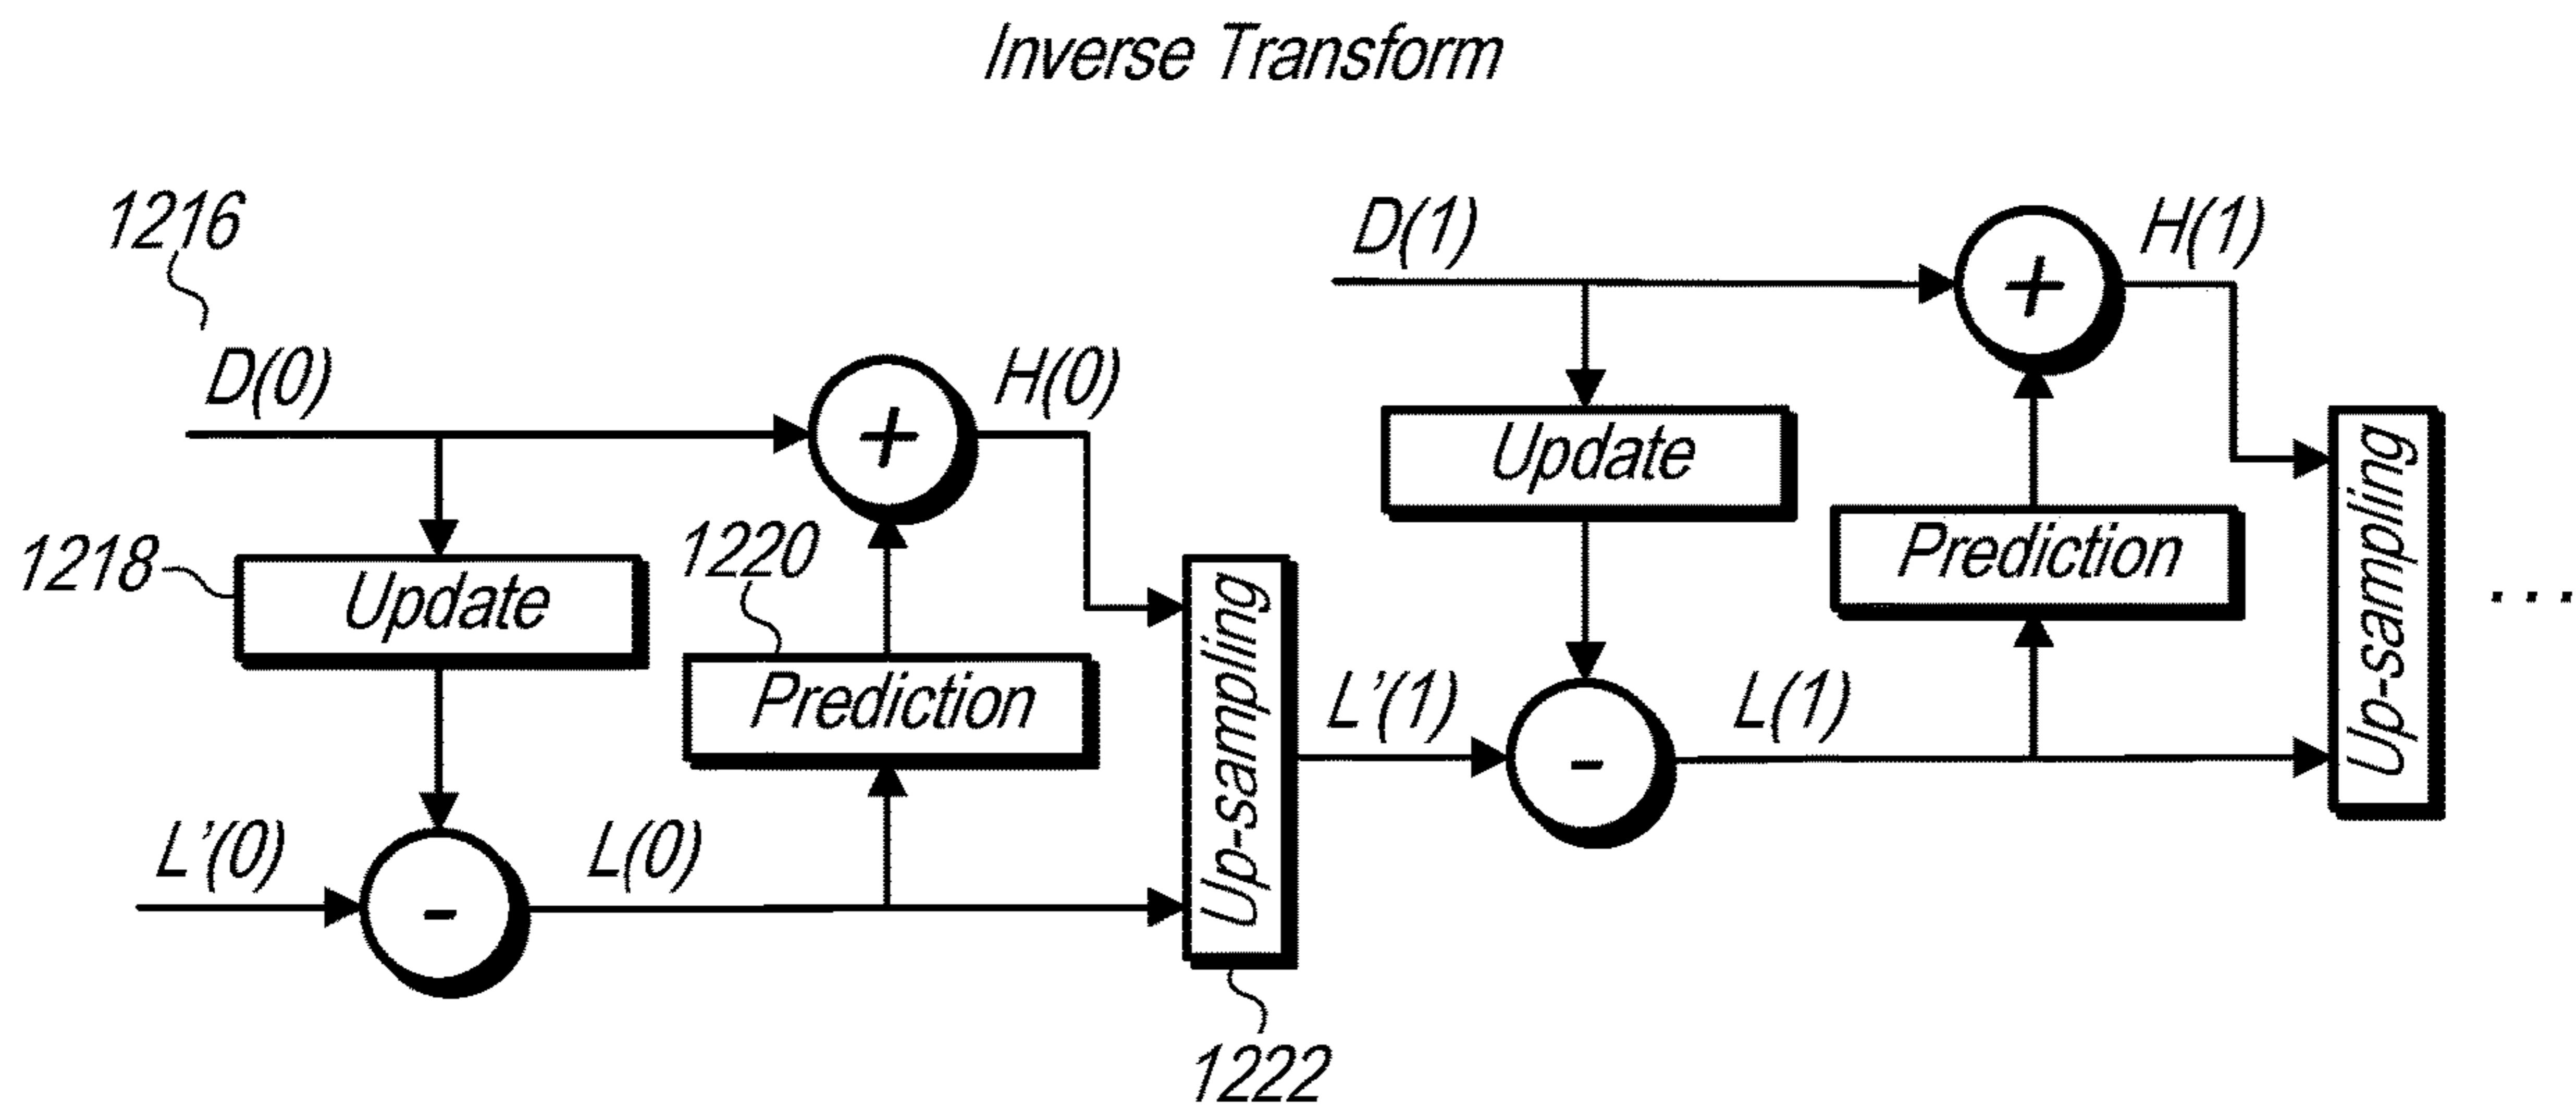 Inverse Transform
1216
D(0)
H(0)
1218
Update
1220
Prediction
L'(0)
L(0)
Up-sampling
1222
D(1)
H(1)
Update
Prediction
L'(1)
L(1)
Up-sampling
...